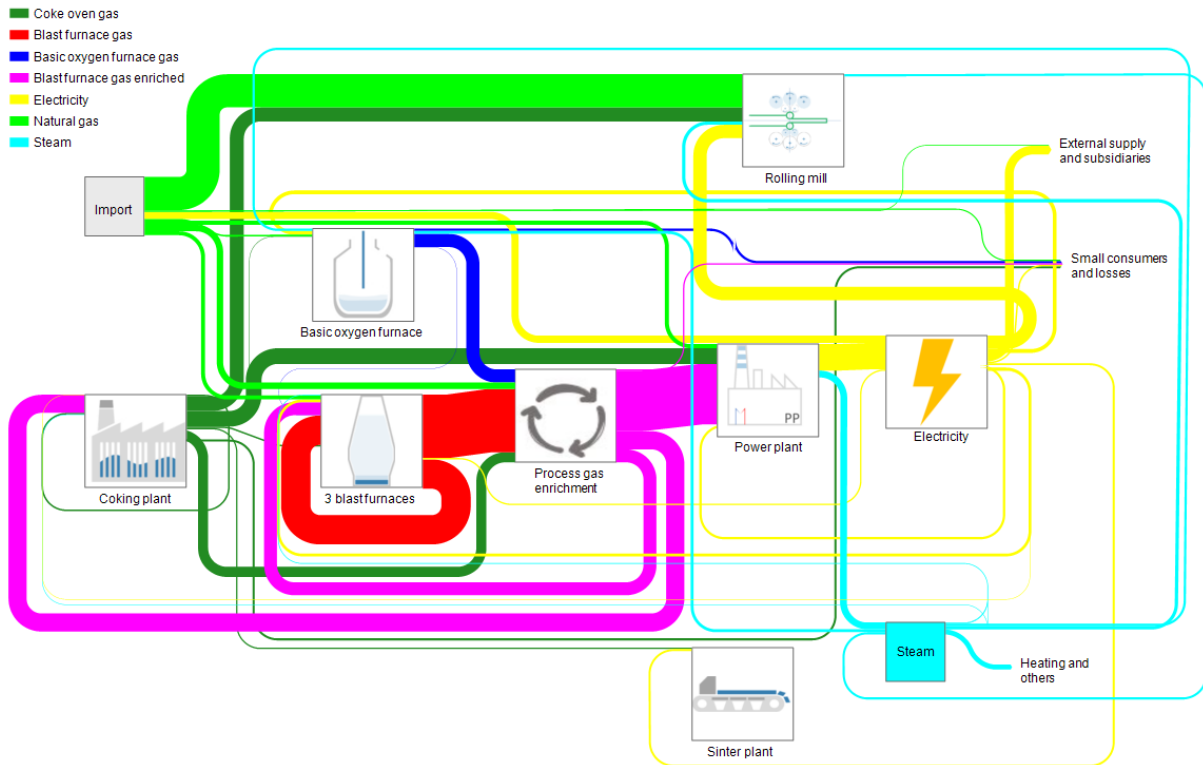 Coke oven gas
Blast furnace gas
Basic oxygen furnace gas
Blast furnace gas enriched
Electricity
Natural gas
Steam
External supply
and subsidiaries
Rolling mill
Import
Small consumers
and losses
Basic oxygen furnace
PP
Electricity
Power plant
Process gas
enrichment
Coking plant
3 blast furnaces
Steam
Heating and
others
Sinter plant